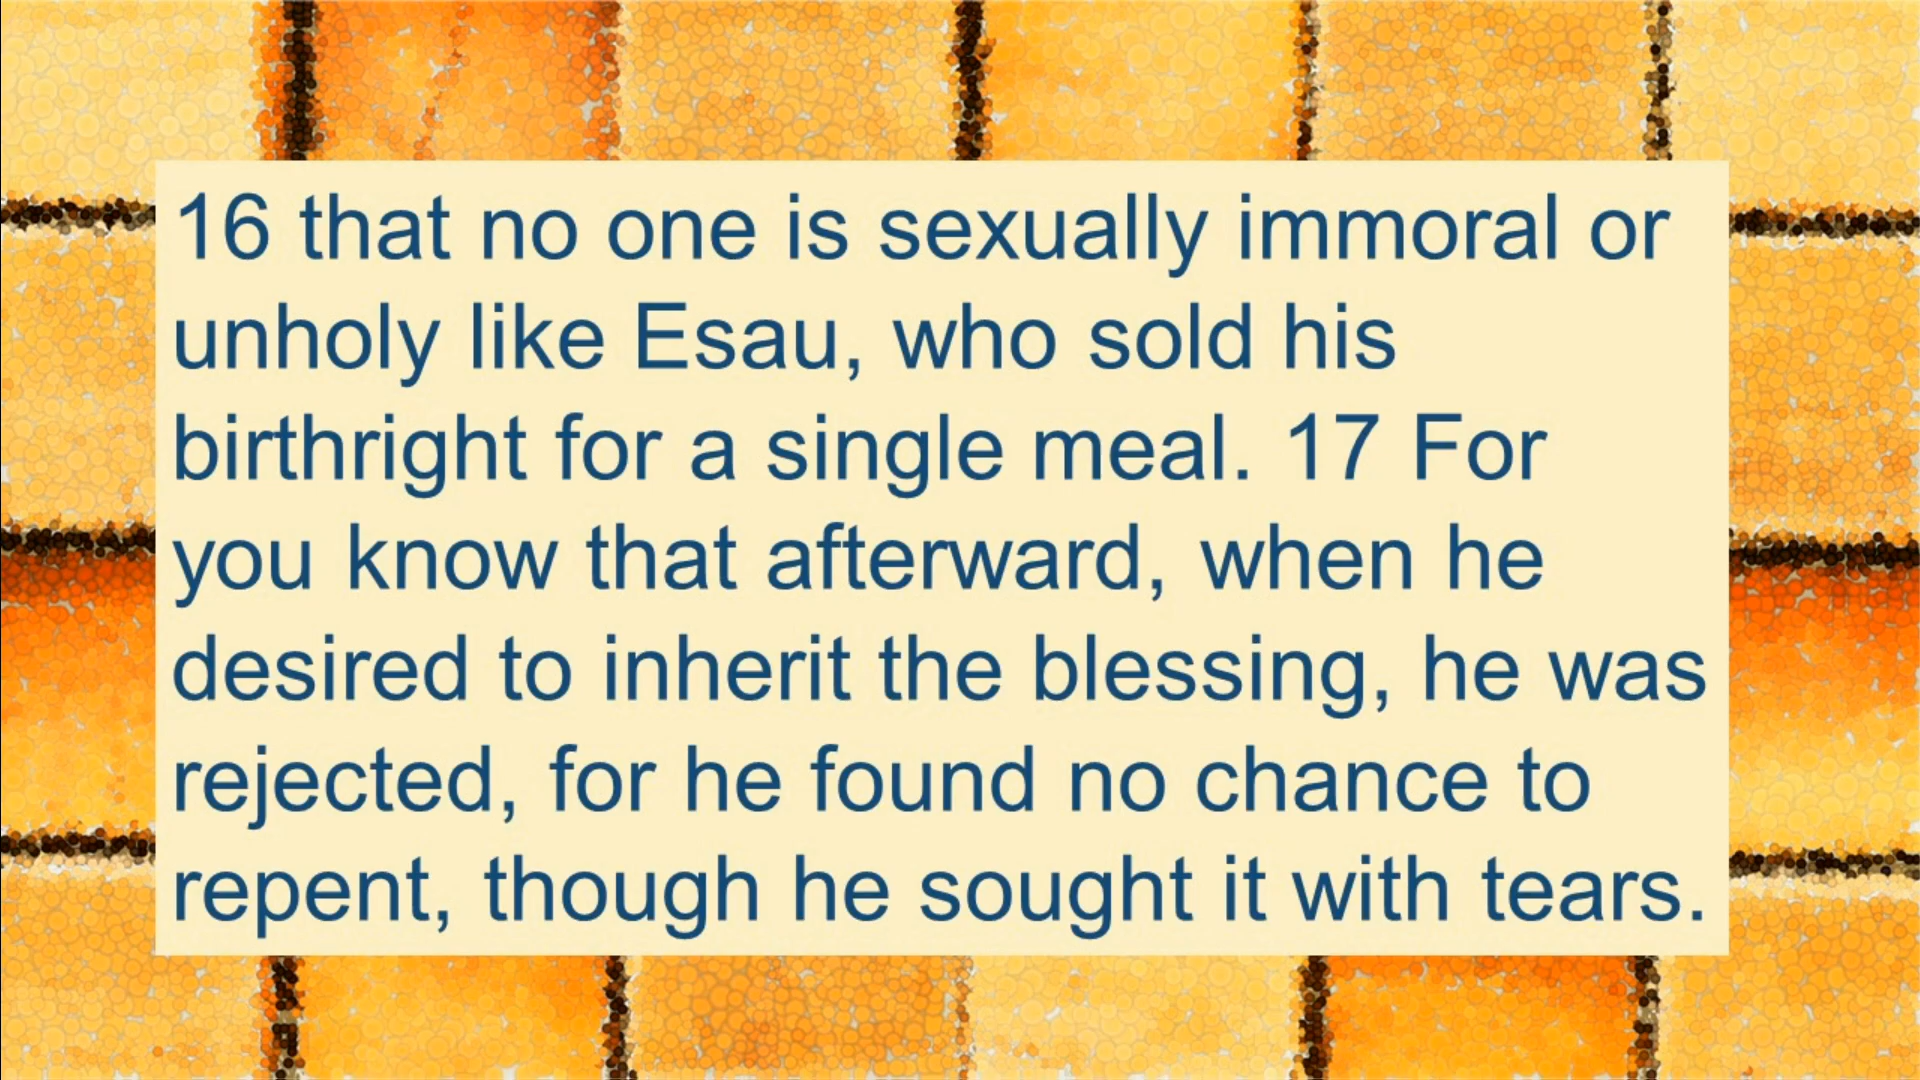 16 that no one is sexually immoral or
unholy like Esau, who sold his
birthright for a single meal. 17 For
you know that afterward, when he
desired to inherit the blessing, he was
rejected, for he found no chance to
repent, though he sought it with tears.